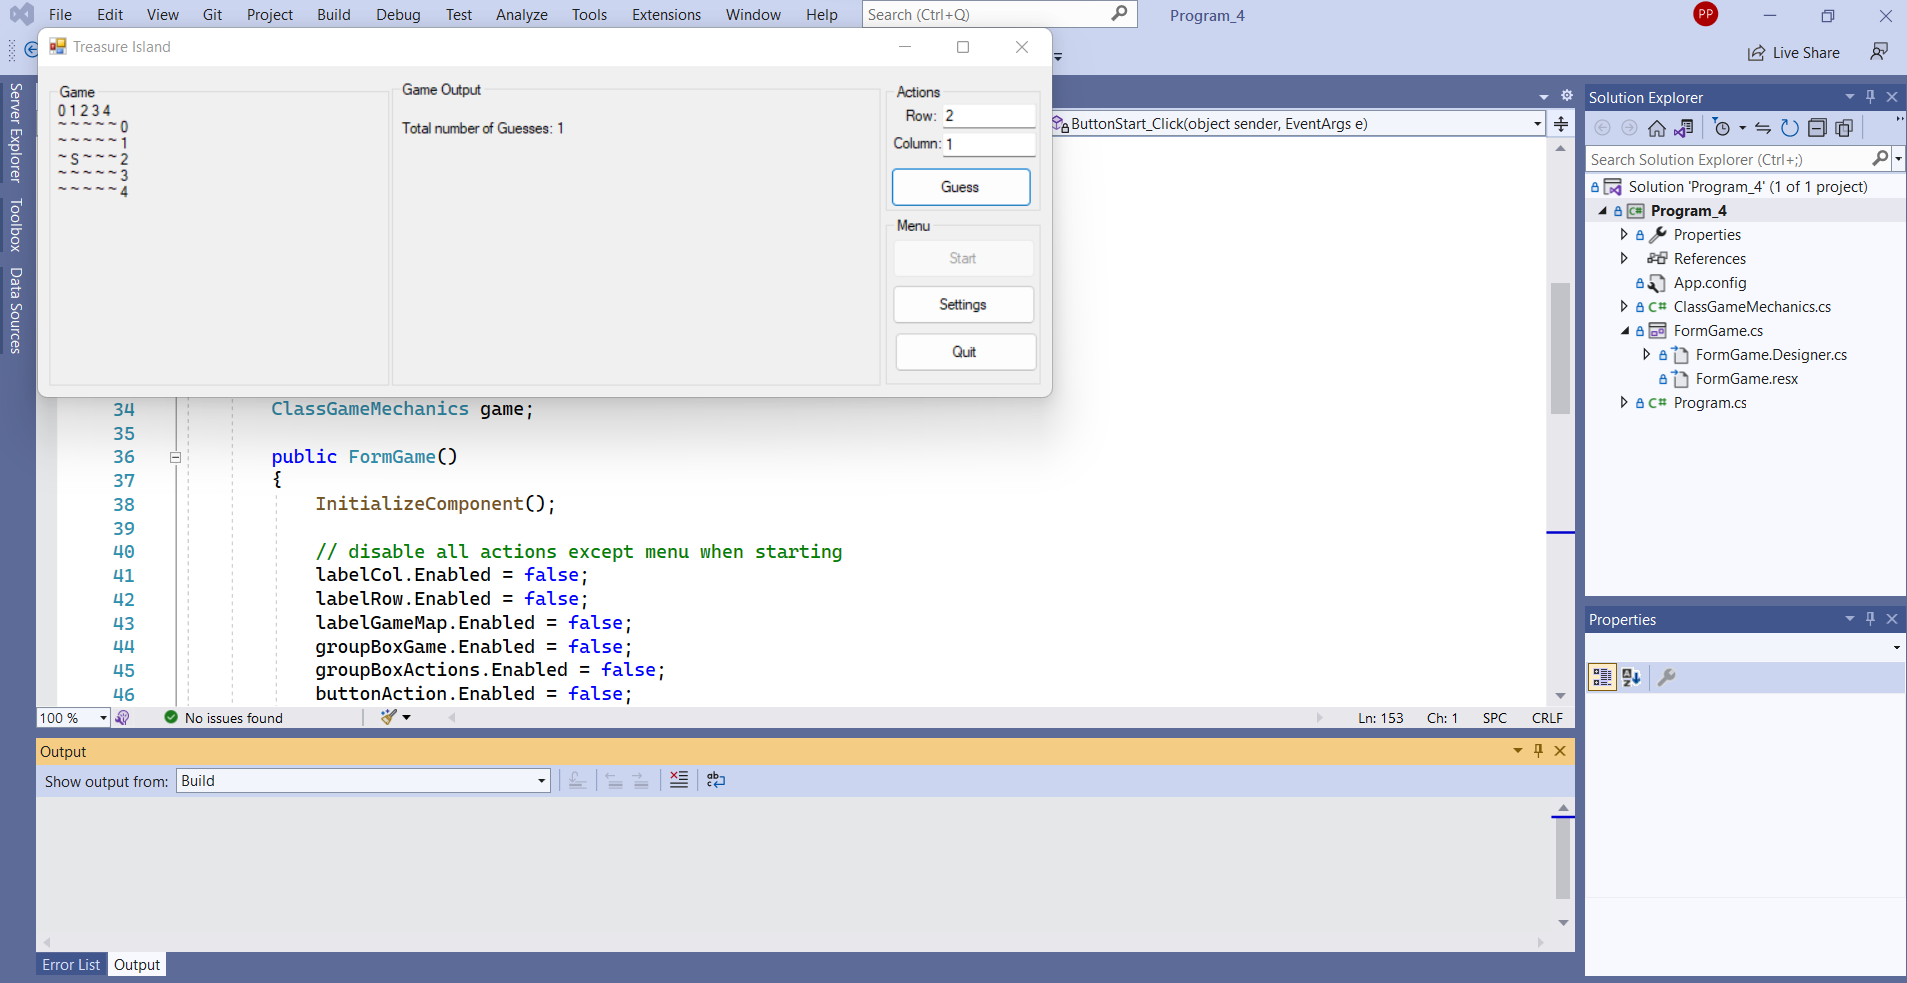 File Edit View Git Project Build Debug Test Analyze Tools Extensions Window Help Search (Ctrl+Q) Program_4 PP
Live Share
Treasure Island
Game
0 1 2 3 4
~ ~ ~ ~ ~ 0
~ ~ ~ ~ ~ 1
~ S ~ ~ ~ 2
~ ~ ~ ~ ~ 3
~ ~ ~ ~ ~ 4
Game Output
Total number of Guesses: 1
Actions
Row: 2
Column: 1
Guess
Menu
Start
Settings
Quit
Server Explorer
Toolbox
Data Sources
ButtonStart_Click(object sender, EventArgs e)
34 ClassGameMechanics game;
35
36 public FormGame()
37 {
38 InitializeComponent();
39
40 // disable all actions except menu when starting
41 labelCol.Enabled = false;
42 labelRow.Enabled = false;
43 labelGameMap.Enabled = false;
44 groupBoxGame.Enabled = false;
45 groupBoxActions.Enabled = false;
46 buttonAction.Enabled = false;
100 % No issues found Ln: 153 Ch: 1 SPC CRLF
Output
Show output from: Build
Error List Output
Solution Explorer
Search Solution Explorer (Ctrl+;)
Solution 'Program_4' (1 of 1 project)
C# Program_4
Properties
References
App.config
C# ClassGameMechanics.cs
FormGame.cs
FormGame.Designer.cs
FormGame.resx
C# Program.cs
Properties